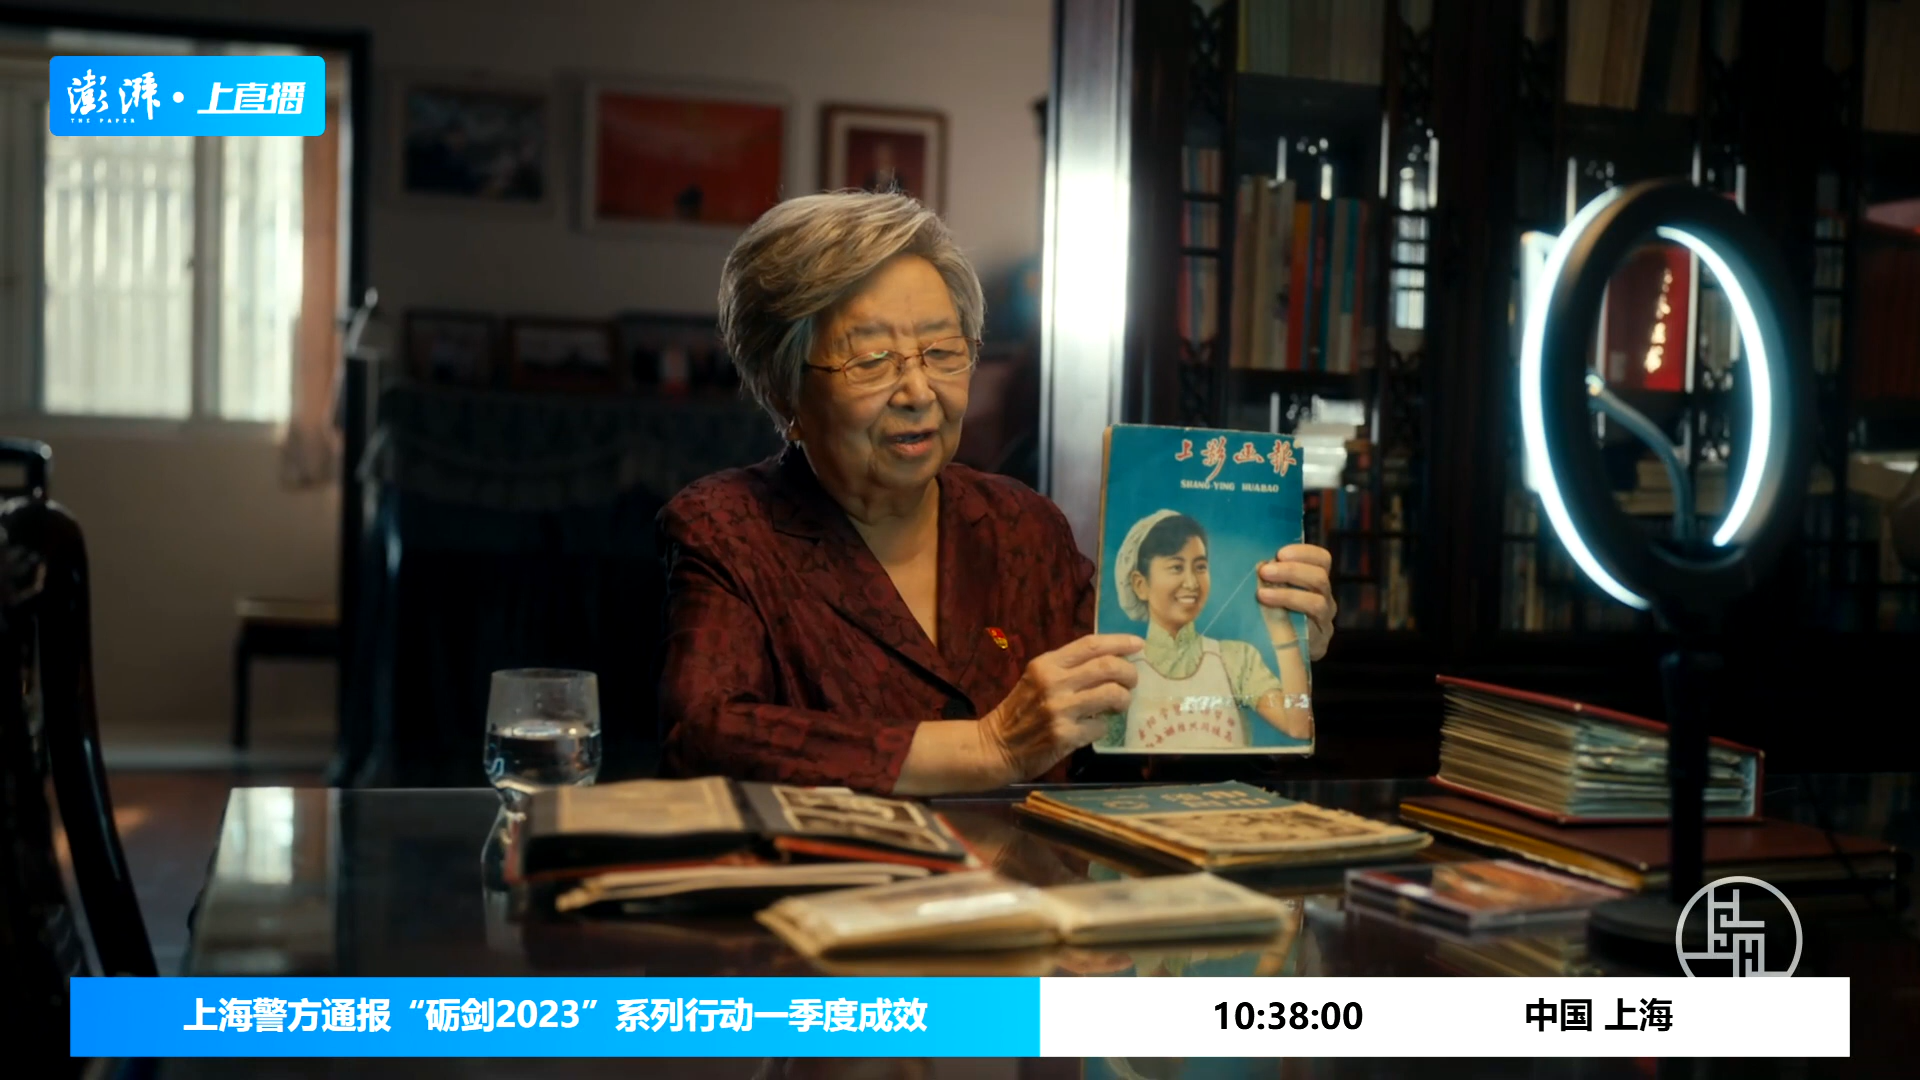 澎湃·上直播
THE PAPER
上影画报
SHANG-YING HUABAO
上海警方通报“砺剑2023”系列行动一季度成效
10:38:00
中国 上海